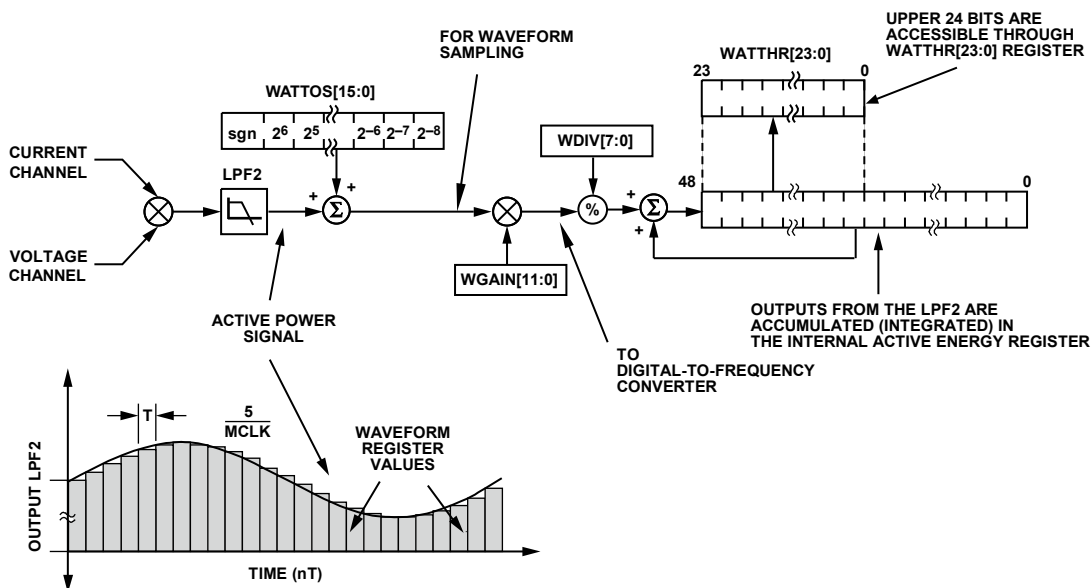 UPPER 24 BITS ARE
ACCESSIBLE THROUGH
WATTHR[23:0] REGISTER
FOR WAVEFORM
SAMPLING
WATTHR[23:0]
23 0
WATTOS[15:0]
sgn 2⁶ 2⁵ 2⁻⁶ 2⁻⁷ 2⁻⁸
WDIV[7:0]
CURRENT
CHANNEL
LPF2
48 0
+ + Σ % + + Σ
VOLTAGE
CHANNEL
WGAIN[11:0]
ACTIVE POWER
SIGNAL
OUTPUTS FROM THE LPF2 ARE
ACCUMULATED (INTEGRATED) IN
THE INTERNAL ACTIVE ENERGY REGISTER
TO
DIGITAL-TO-FREQUENCY
CONVERTER
T
5
MCLK
WAVEFORM
REGISTER
VALUES
OUTPUT LPF2
TIME (nT)